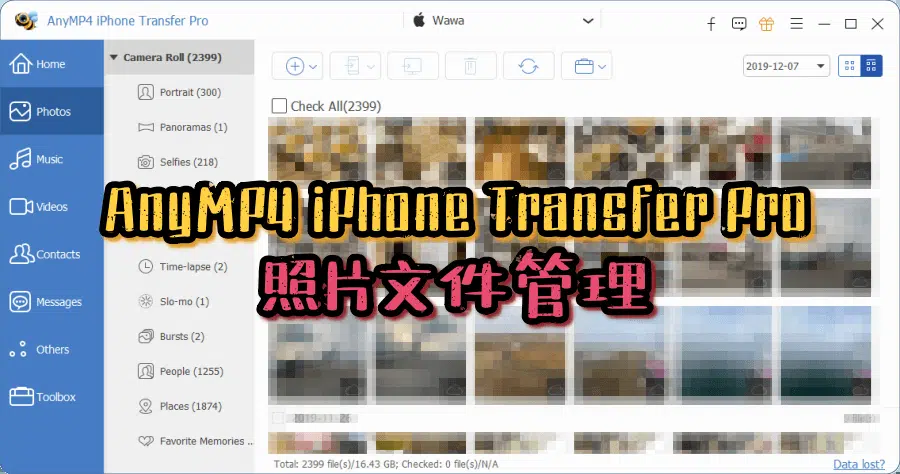 AnyMP4 iPhone Transfer Pro
Wawa
Home
Photos
Music
Videos
Contacts
Messages
Others
Toolbox
Camera Roll (2399)
Portrait (300)
Panoramas (1)
Selfies (218)
Time-lapse (2)
Slo-mo (1)
Bursts (2)
People (1255)
Places (1874)
Favorite Memories ..
2019-12-07
Check All(2399)
AnyMP4 iPhone Transfer Pro
照片文件管理
2019-11-26
Total: 2399 file(s)/16.43 GB; Checked: 0 file(s)/N/A
Data lost?